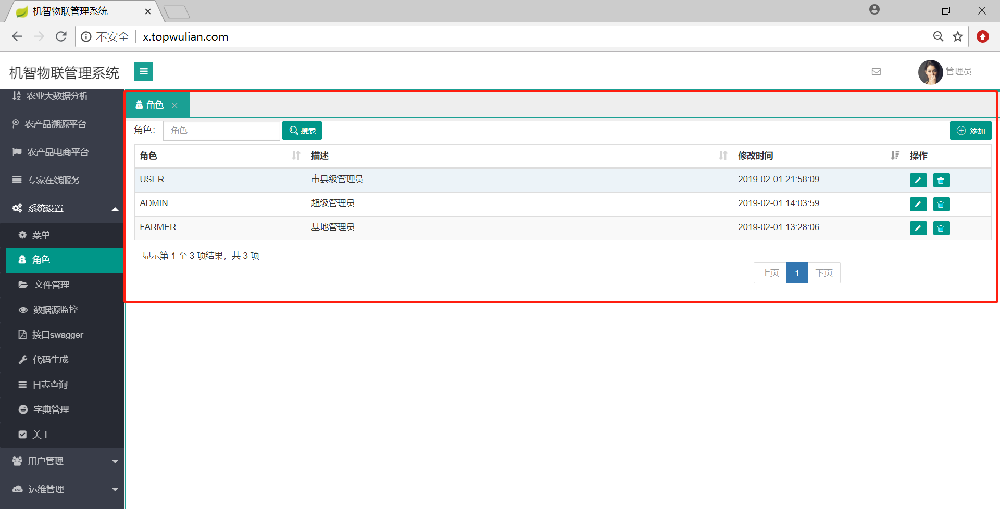 机智物联管理系统
不安全 x.topwulian.com
机智物联管理系统
管理员
农业大数据分析
农产品溯源平台
农产品电商平台
专家在线服务
系统设置
菜单
角色
文件管理
数据源监控
接口swagger
代码生成
日志查询
字典管理
关于
用户管理
运维管理
角色
角色： 角色 搜索 添加
角色 描述 修改时间 操作
USER 市县级管理员 2019-02-01 21:58:09
ADMIN 超级管理员 2019-02-01 14:03:59
FARMER 基地管理员 2019-02-01 13:28:06
显示第 1 至 3 项结果，共 3 项
上页 1 下页